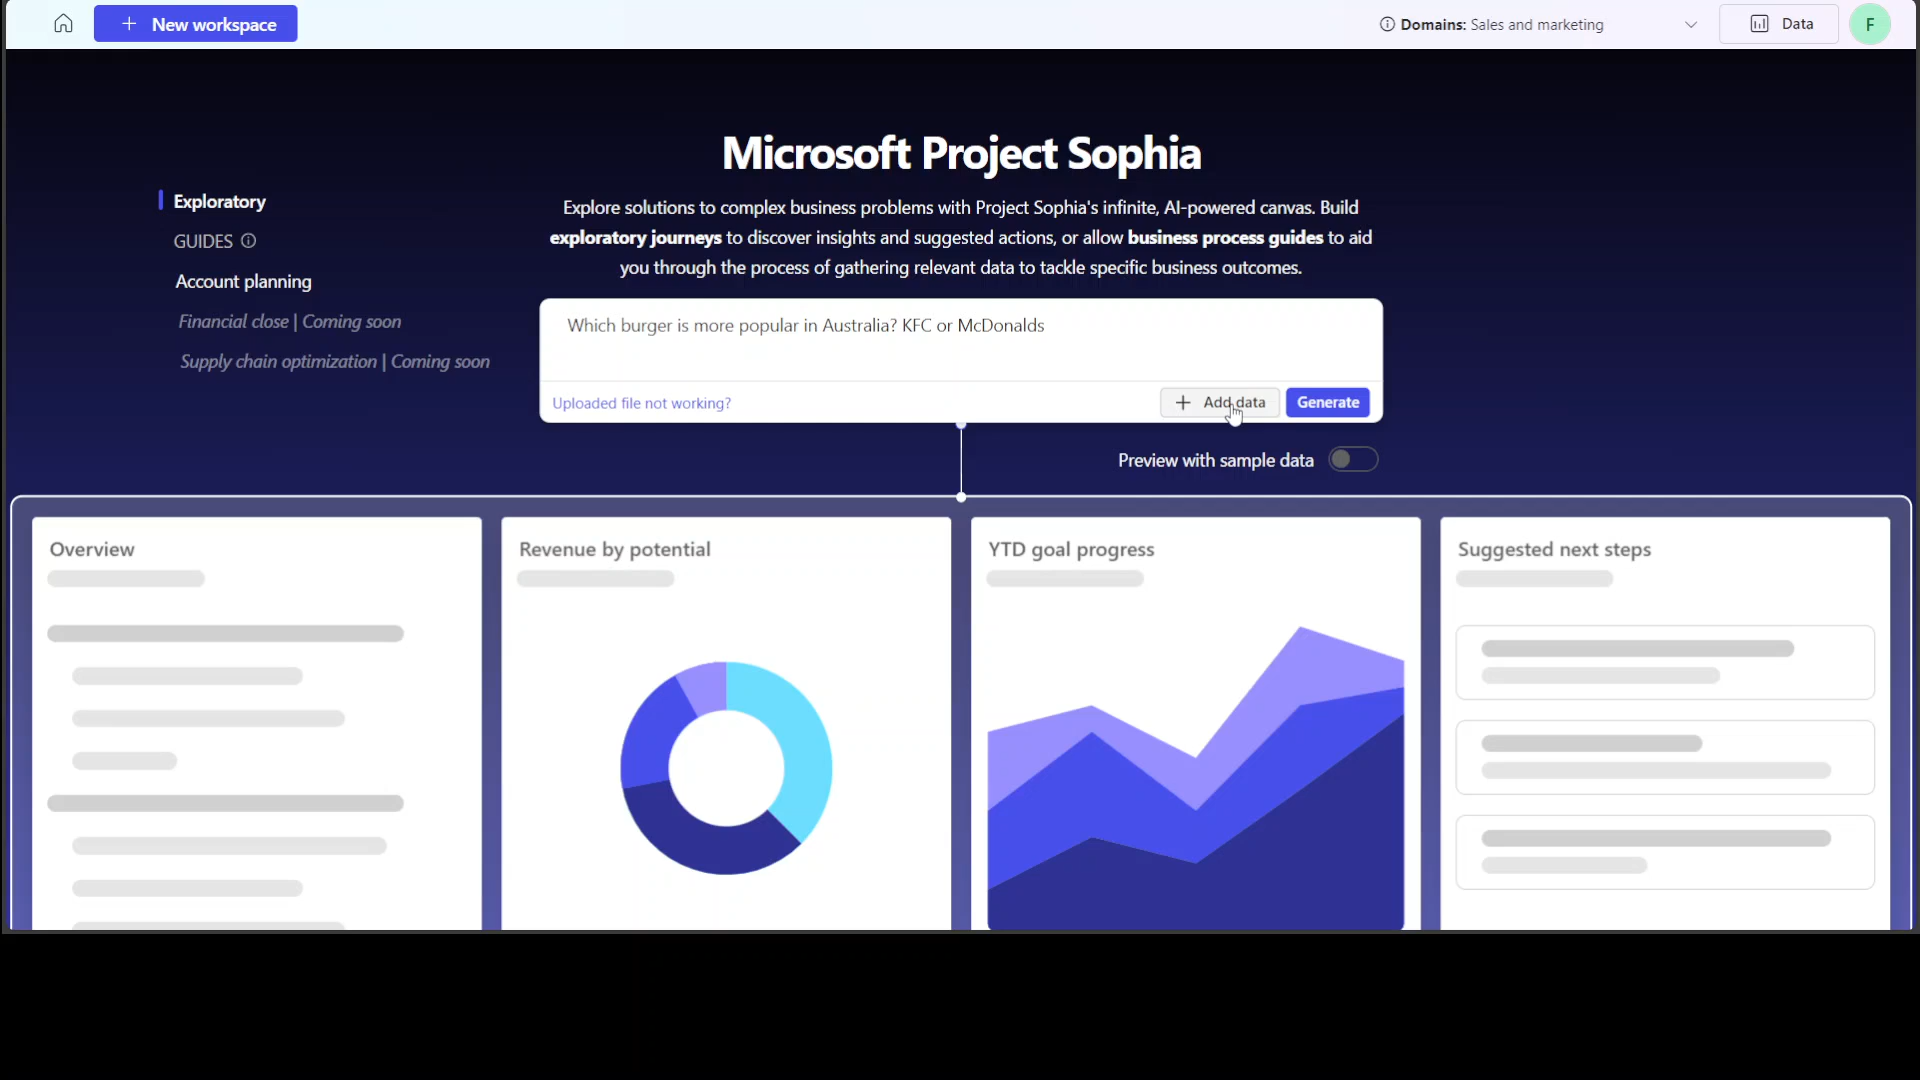 New workspace
Domains: Sales and marketing
Data
F
Microsoft Project Sophia
Explore solutions to complex business problems with Project Sophia's infinite, AI-powered canvas. Build
exploratory journeys to discover insights and suggested actions, or allow business process guides to aid
you through the process of gathering relevant data to tackle specific business outcomes.
Exploratory
GUIDES
Account planning
Financial close | Coming soon
Supply chain optimization | Coming soon
Which burger is more popular in Australia? KFC or McDonalds
Uploaded file not working?
Add data
Generate
Preview with sample data
Overview
Revenue by potential
YTD goal progress
Suggested next steps